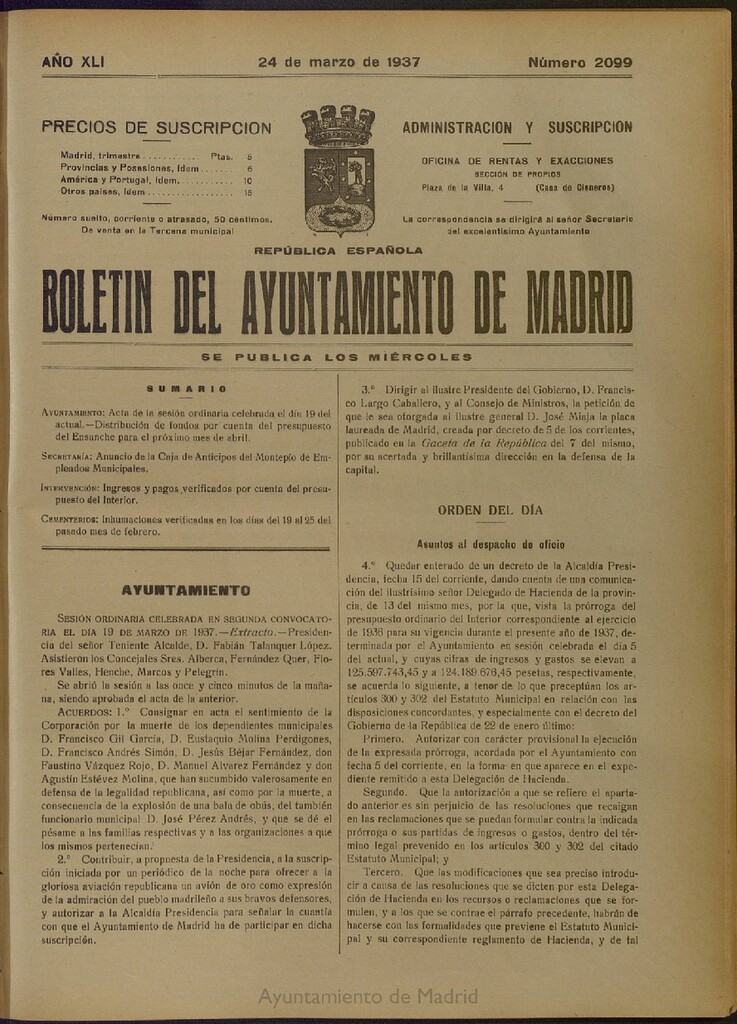 AÑO XLI
24 de marzo de 1937
Número 2099
PRECIOS DE SUSCRIPCION
Madrid, trimestre ........... Ptas. 5
Provincias y Posesiones, ídem ....... 6
América y Portugal, ídem ............ 10
Otros países, ídem ................. 15
Número suelto, corriente o atrasado, 50 céntimos.
De venta en la Tercena municipal
ADMINISTRACION Y SUSCRIPCION
OFICINA DE RENTAS Y EXACCIONES
SECCIÓN DE PROPIOS
Plaza de la Villa, 4 (Casa de Cisneros)
La correspondencia se dirigirá al señor Secretario
del excelentísimo Ayuntamiento
REPÚBLICA ESPAÑOLA
BOLETIN DEL AYUNTAMIENTO DE MADRID
SE PUBLICA LOS MIÉRCOLES
SUMARIO
AYUNTAMIENTO: Acta de la sesión ordinaria celebrada el día 19 del
actual.—Distribución de fondos por cuenta del presupuesto
del Ensanche para el próximo mes de abril.
SECRETARÍA: Anuncio de la Caja de Anticipos del Montepío de Em-
pleados Municipales.
INTERVENCIÓN: Ingresos y pagos verificados por cuenta del presu-
puesto del Interior.
CEMENTERIOS: Inhumaciones verificadas en los días del 19 al 25 del
pasado mes de febrero.
AYUNTAMIENTO
SESIÓN ORDINARIA CELEBRADA EN SEGUNDA CONVOCATO-
RIA EL DÍA 19 DE MARZO DE 1937.—Extracto.—Presiden-
cia del señor Teniente Alcalde, D. Fabián Talanquer López.
Asistieron los Concejales Sres. Alberca, Fernández Quer, Flo-
res Valles, Henche, Marcos y Pelegrín.
Se abrió la sesión a las once y cinco minutos de la maña-
na, siendo aprobada el acta de la anterior.
ACUERDOS: 1.° Consignar en acta el sentimiento de la
Corporación por la muerte de los dependientes municipales
D. Francisco Gil García, D. Eustaquio Molina Perdigones,
D. Francisco Andrés Simón, D. Jesús Béjar Fernández, don
Faustino Vázquez Rojo, D. Manuel Alvarez Fernández y don
Agustín Estévez Molina, que han sucumbido valerosamente en
defensa de la legalidad republicana, así como por la muerte, a
consecuencia de la explosión de una bala de obús, del también
funcionario municipal D. José Pérez Andrés, y que se dé el
pésame a las familias respectivas y a las organizaciones a que
los mismos pertenecían.
2.° Contribuir, a propuesta de la Presidencia, a la suscrip-
ción iniciada por un periódico de la noche para ofrecer a la
gloriosa aviación republicana un avión de oro como expresión
de la admiración del pueblo madrileño a sus bravos defensores,
y autorizar a la Alcaldía Presidencia para señalar la cuantía
con que el Ayuntamiento de Madrid ha de participar en dicha
suscripción.
3.° Dirigir al ilustre Presidente del Gobierno, D. Francis-
co Largo Caballero, y al Consejo de Ministros, la petición de
que le sea otorgada al ilustre general D. José Miaja la placa
laureada de Madrid, creada por decreto de 5 de los corrientes,
publicado en la Gaceta de la República del 7 del mismo,
por su acertada y brillantísima dirección en la defensa de la
capital.
ORDEN DEL DÍA
Asuntos al despacho de oficio
4.° Quedar enterado de un decreto de la Alcaldía Presi-
dencia, fecha 15 del corriente, dando cuenta de una comunica-
ción del ilustrísimo señor Delegado de Hacienda de la provin-
cia, de 13 del mismo mes, por la que, vista la prórroga del
presupuesto ordinario del Interior correspondiente al ejercicio
de 1936 para su vigencia durante el presente año de 1937, de-
terminada por el Ayuntamiento en sesión celebrada el día 5
del actual, y cuyas cifras de ingresos y gastos se elevan a
125.597.743,45 y a 124.189.676,45 pesetas, respectivamente,
se acuerda lo siguiente, a tenor de lo que preceptúan los ar-
tículos 300 y 302 del Estatuto Municipal en relación con las
disposiciones concordantes, y especialmente con el decreto del
Gobierno de la República de 22 de enero último:
Primero. Autorizar con carácter provisional la ejecución
de la expresada prórroga, acordada por el Ayuntamiento con
fecha 5 del corriente, en la forma en que aparece en el expe-
diente remitido a esta Delegación de Hacienda.
Segundo. Que la autorización a que se refiere el aparta-
do anterior es sin perjuicio de las resoluciones que recaigan
en las reclamaciones que se puedan formular contra la indicada
prórroga o sus partidas de ingresos o gastos, dentro del tér-
mino legal prevenido en los artículos 300 y 302 del citado
Estatuto Municipal; y
Tercero. Que las modificaciones que sea preciso introdu-
cir a causa de las resoluciones que se dicten por esta Delega-
ción de Hacienda en los recursos o reclamaciones que se for-
mulen, y a los que se contrae el párrafo precedente, habrán de
hacerse con las formalidades que previene el Estatuto Munici-
pal y su correspondiente reglamento de Hacienda, y de tal
Ayuntamiento de Madrid